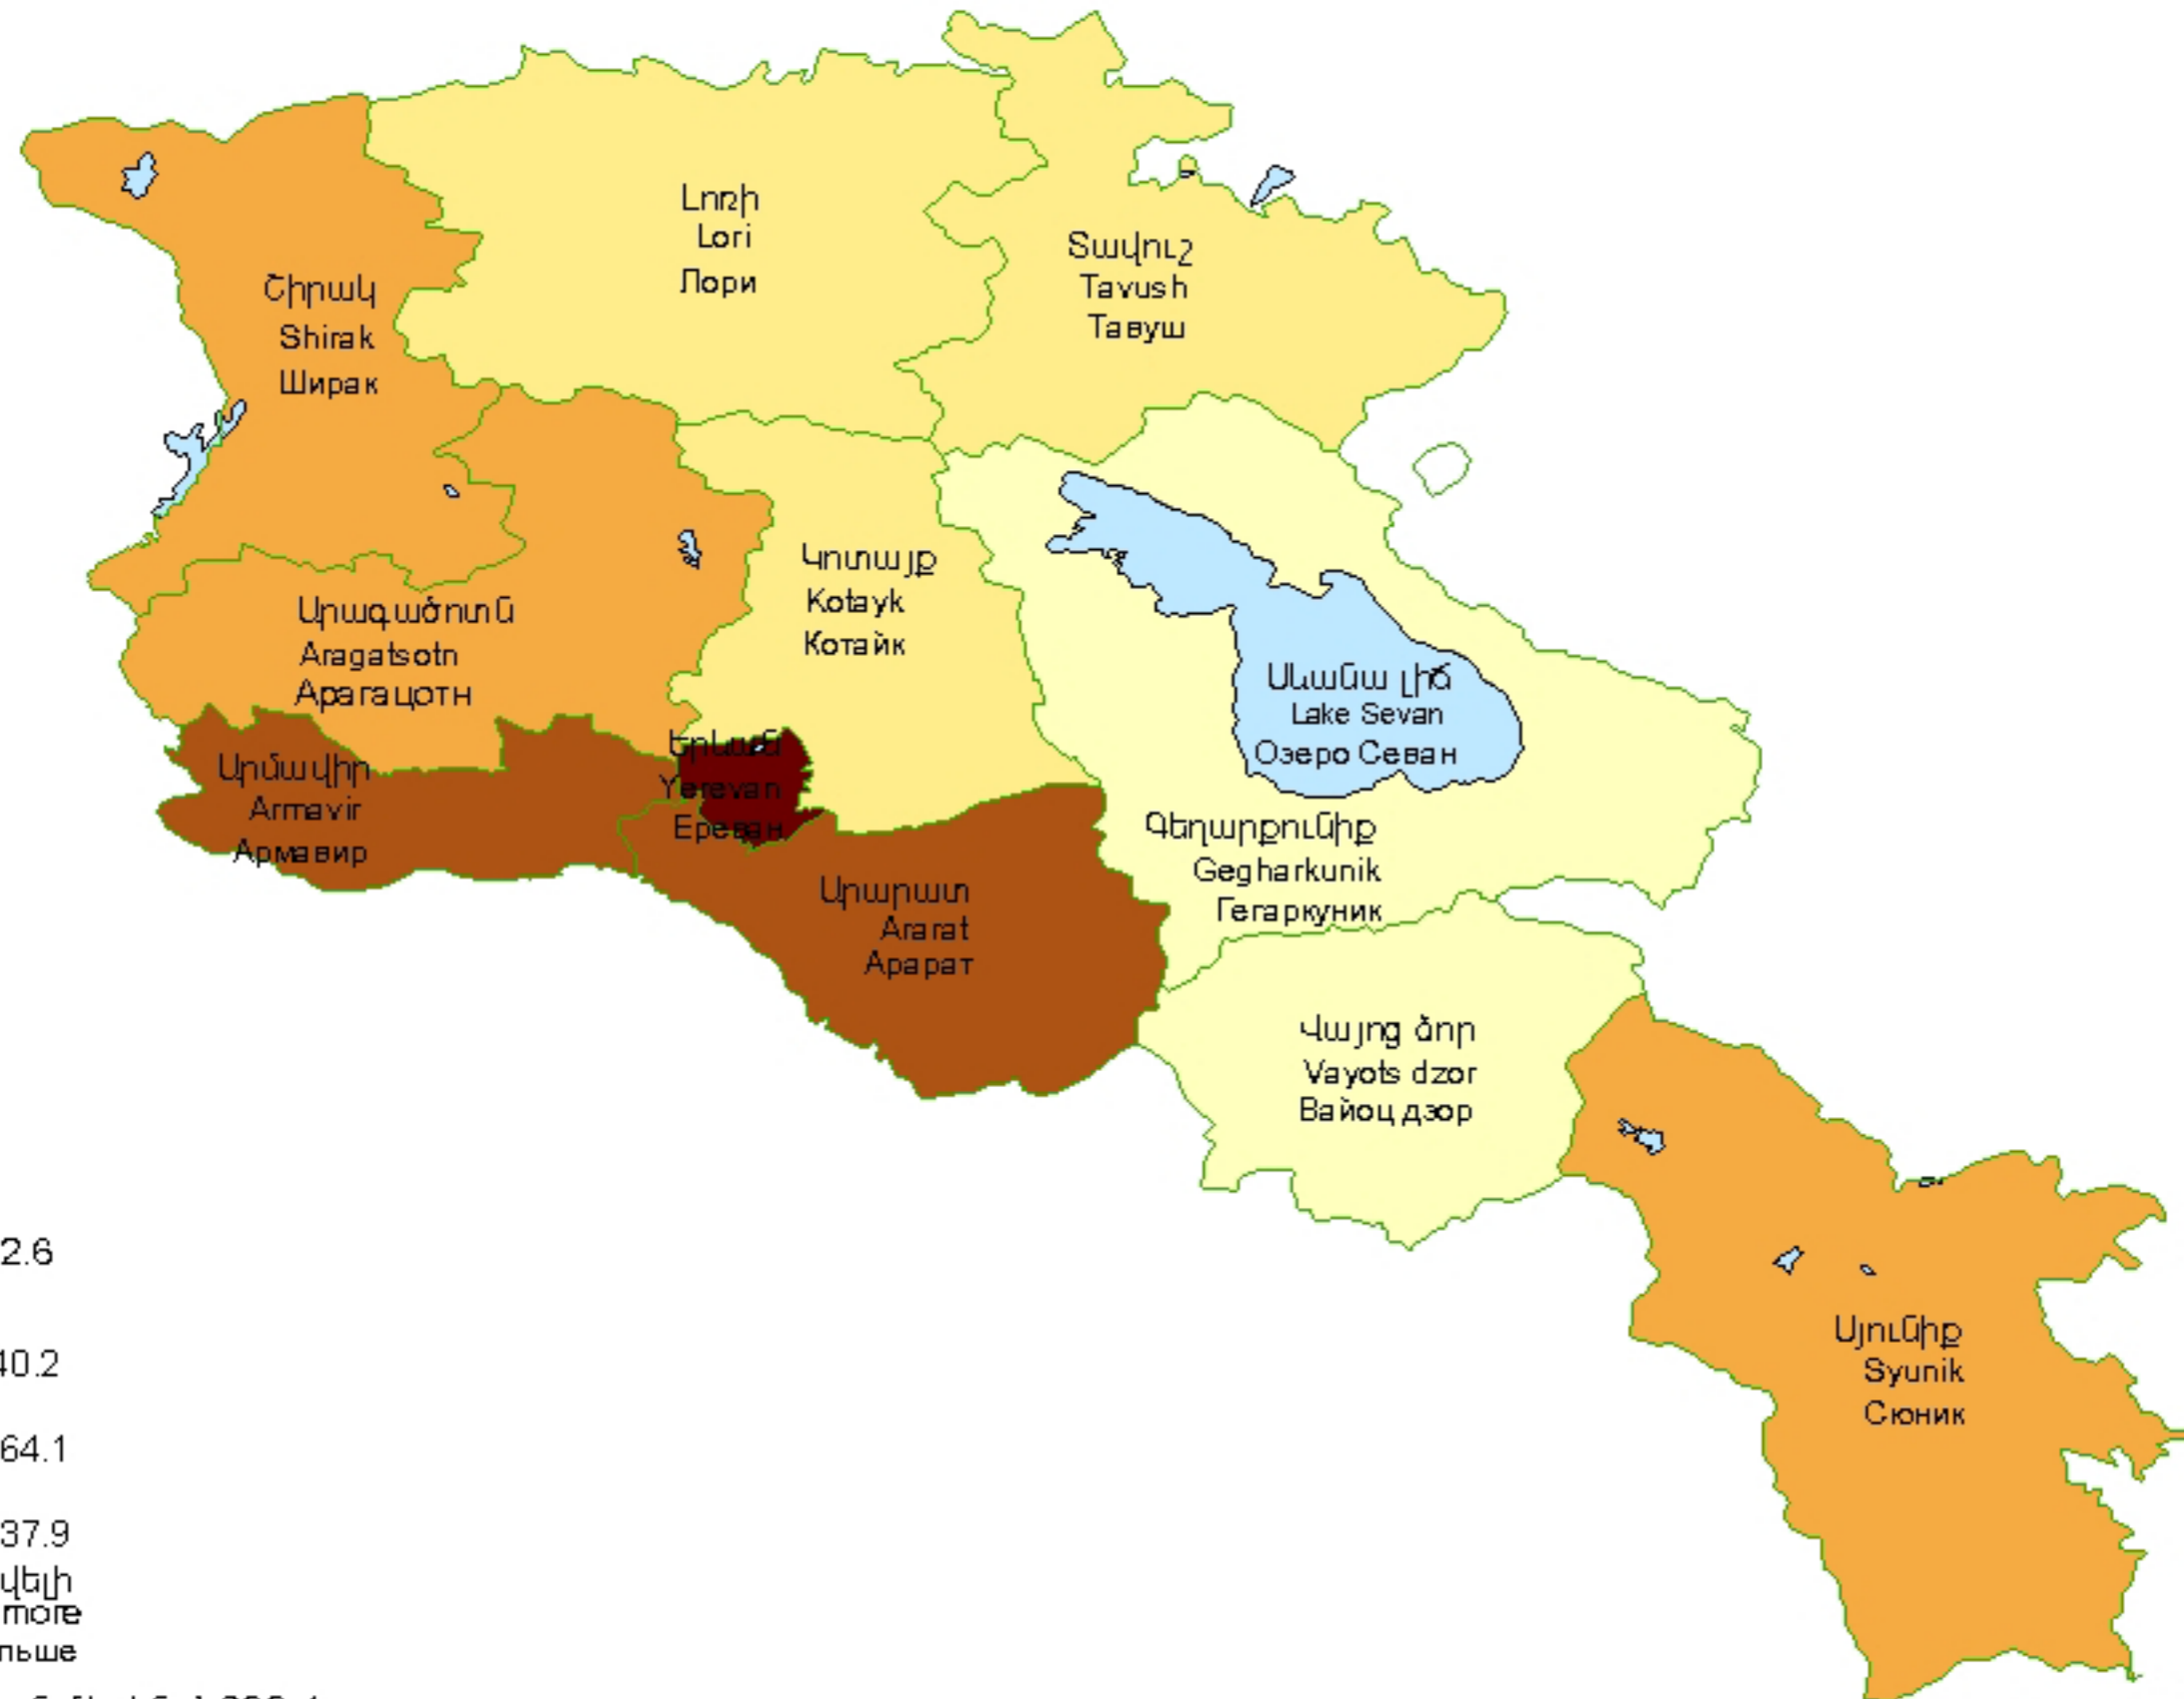 Լոռի
Lori
Лори
Տավուշ
Tavush
Тавуш
Շիրակ
Shirak
Ширак
Կոտայք
Kotayk
Котайк
Արագածոտն
Aragatsotn
Арагацотн
Սևանա լիճ
Lake Sevan
Озеро Севан
Երևան
Yerevan
Ереван
Արմավիր
Armavir
Армавир
Գեղարքունիք
Gegharkunik
Гегаркуник
Արարատ
Ararat
Арарат
Վայոց ձոր
Vayots dzor
Вайоц дзор
Սյունիք
Syunik
Сюник
2.6
40.2
64.1
37.9
վելի
more
льше